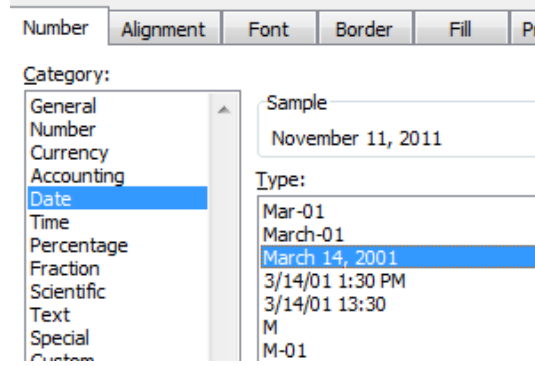 Number Alignment Font Border Fill
Category:
General
Number
Currency
Accounting
Date
Time
Percentage
Fraction
Scientific
Text
Special
Custom
Sample
November 11, 2011
Type:
Mar-01
March-01
March 14, 2001
3/14/01 1:30 PM
3/14/01 13:30
M
M-01